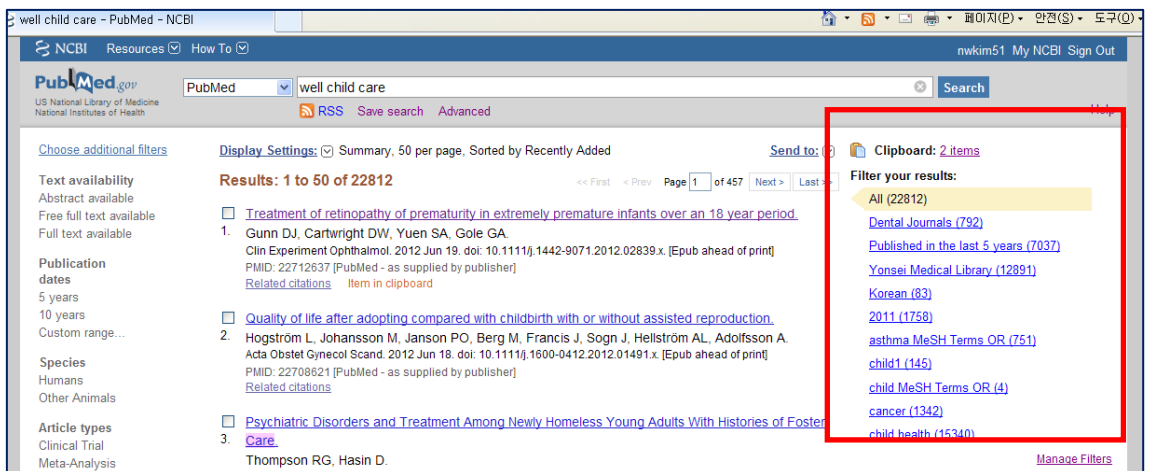 well child care - PubMed - NCBI
페이지(P) 안전(S) 도구(O)
NCBI Resources How To
nwkim51 My NCBI Sign Out
PubMed.gov
US National Library of Medicine
National Institutes of Health
PubMed
well child care
Search
RSS Save search Advanced
Help
Choose additional filters
Text availability
Abstract available
Free full text available
Full text available
Publication
dates
5 years
10 years
Custom range...
Species
Humans
Other Animals
Article types
Clinical Trial
Meta-Analysis
Display Settings: Summary, 50 per page, Sorted by Recently Added
Send to:
Results: 1 to 50 of 22812
<< First < Prev Page 1 of 457 Next > Last >>
Treatment of retinopathy of prematurity in extremely premature infants over an 18 year period.
1. Gunn DJ, Cartwright DW, Yuen SA, Gole GA.
Clin Experiment Ophthalmol. 2012 Jun 19. doi: 10.1111/j.1442-9071.2012.02839.x. [Epub ahead of print]
PMID: 22712637 [PubMed - as supplied by publisher]
Related citations Item in clipboard
Quality of life after adopting compared with childbirth with or without assisted reproduction.
2. Hogström L, Johansson M, Janson PO, Berg M, Francis J, Sogn J, Hellström AL, Adolfsson A.
Acta Obstet Gynecol Scand. 2012 Jun 18. doi: 10.1111/j.1600-0412.2012.01491.x. [Epub ahead of print]
PMID: 22708621 [PubMed - as supplied by publisher]
Related citations
Psychiatric Disorders and Treatment Among Newly Homeless Young Adults With Histories of Foster
3. Care.
Thompson RG, Hasin D.
Clipboard: 2 items
Filter your results:
All (22812)
Dental Journals (792)
Published in the last 5 years (7037)
Yonsei Medical Library (12891)
Korean (83)
2011 (1758)
asthma MeSH Terms OR (751)
child1 (145)
child MeSH Terms OR (4)
cancer (1342)
child health (15340)
Manage Filters